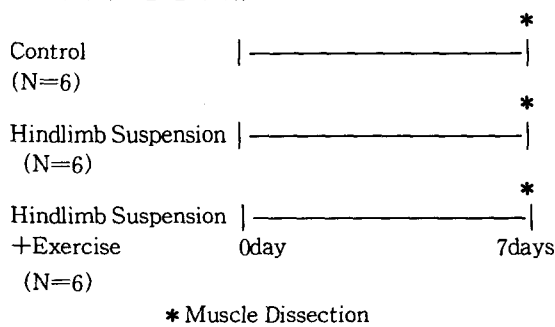 *
Control
(N=6)
*
Hindlimb Suspension
(N=6)
*
Hindlimb Suspension
+Exercise 0day 7days
(N=6)
* Muscle Dissection